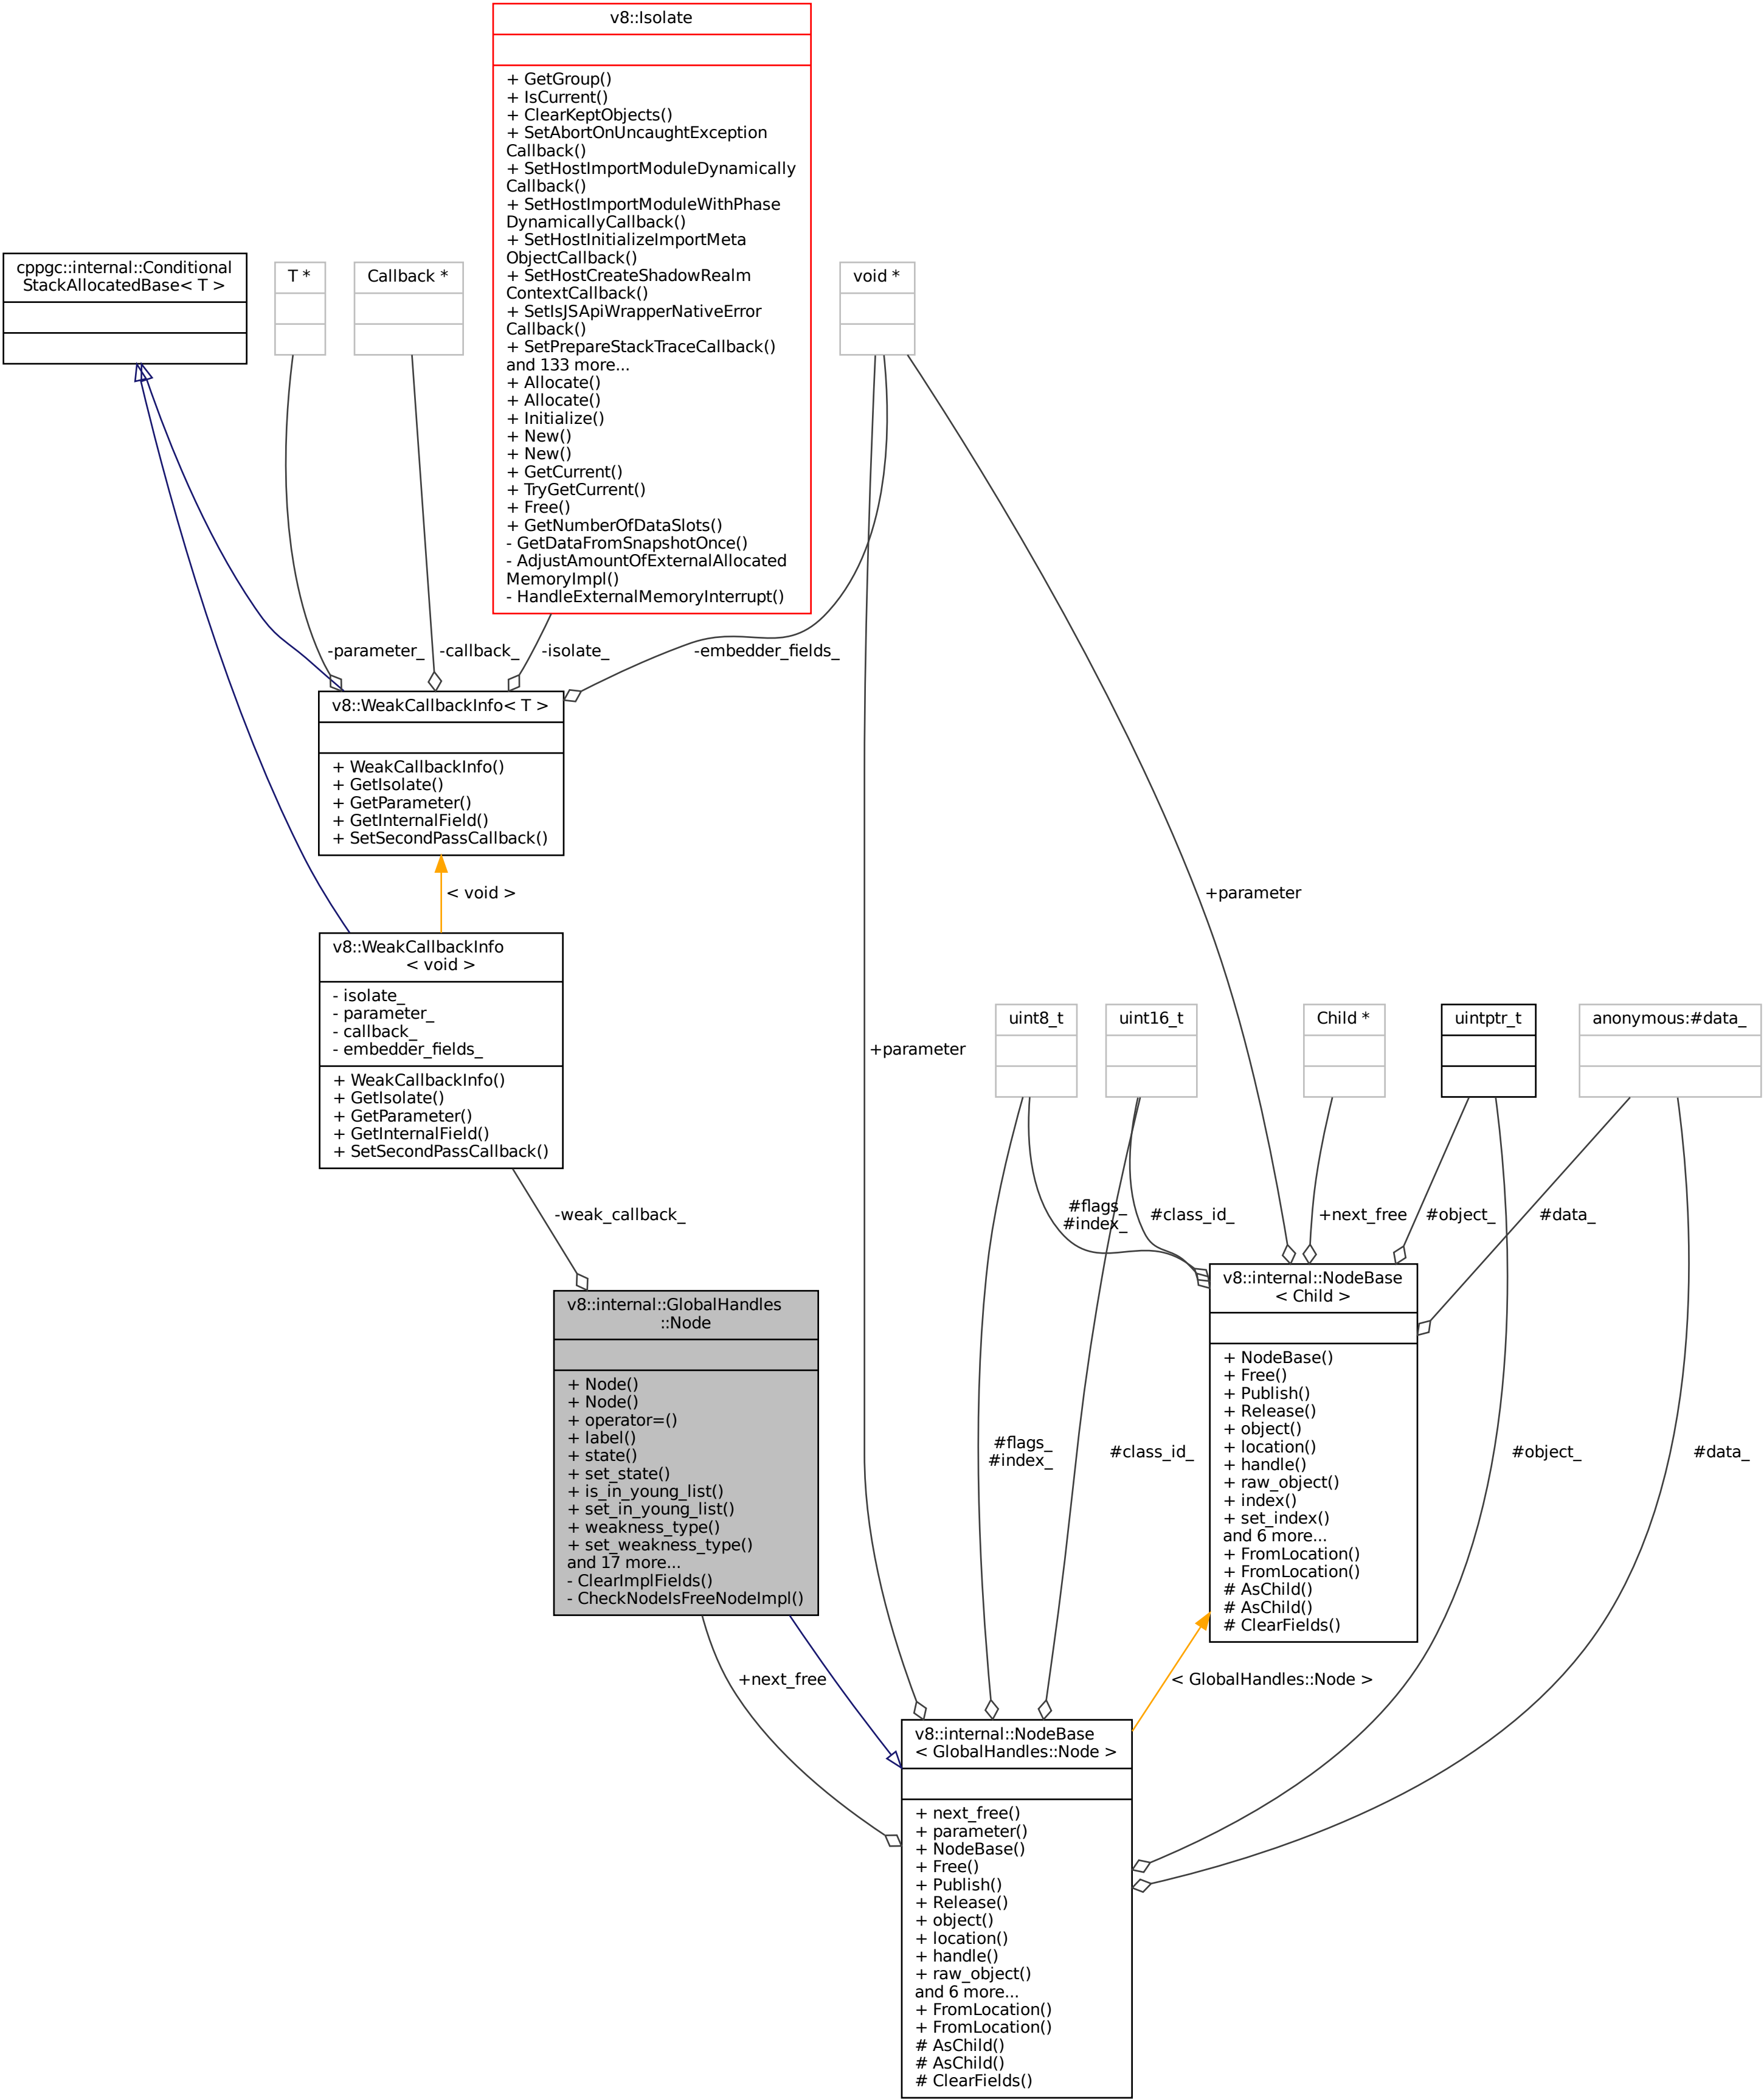 v8::Isolate
+ GetGroup()
+ IsCurrent()
+ ClearKeptObjects()
+ SetAbortOnUncaughtException
Callback()
+ SetHostImportModuleDynamically
Callback()
+ SetHostImportModuleWithPhase
DynamicallyCallback()
+ SetHostInitializeImportMeta
ObjectCallback()
+ SetHostCreateShadowRealm
ContextCallback()
+ SetIsJSApiWrapperNativeError
Callback()
+ SetPrepareStackTraceCallback()
and 133 more...
+ Allocate()
+ Allocate()
+ Initialize()
+ New()
+ New()
+ GetCurrent()
+ TryGetCurrent()
+ Free()
+ GetNumberOfDataSlots()
- GetDataFromSnapshotOnce()
- AdjustAmountOfExternalAllocated
MemoryImpl()
- HandleExternalMemoryInterrupt()
cppgc::internal::Conditional
StackAllocatedBase< T >
T *
Callback *
void *
-parameter_
-callback_
-isolate_
-embedder_fields_
v8::WeakCallbackInfo< T >
+ WeakCallbackInfo()
+ GetIsolate()
+ GetParameter()
+ GetInternalField()
+ SetSecondPassCallback()
< void >
+parameter
v8::WeakCallbackInfo
< void >
- isolate_
- parameter_
- callback_
- embedder_fields_
+ WeakCallbackInfo()
+ GetIsolate()
+ GetParameter()
+ GetInternalField()
+ SetSecondPassCallback()
+parameter
uint8_t
uint16_t
Child *
uintptr_t
anonymous:#data_
-weak_callback_
#flags_
#index_
#class_id_
+next_free
#object_
#data_
v8::internal::NodeBase
< Child >
+ NodeBase()
+ Free()
+ Publish()
+ Release()
+ object()
+ location()
+ handle()
+ raw_object()
+ index()
+ set_index()
and 6 more...
+ FromLocation()
+ FromLocation()
# AsChild()
# AsChild()
# ClearFields()
v8::internal::GlobalHandles
::Node
+ Node()
+ Node()
+ operator=()
+ label()
+ state()
+ set_state()
+ is_in_young_list()
+ set_in_young_list()
+ weakness_type()
+ set_weakness_type()
and 17 more...
- ClearImplFields()
- CheckNodeIsFreeNodeImpl()
#flags_
#index_
#class_id_
#object_
#data_
+next_free
< GlobalHandles::Node >
v8::internal::NodeBase
< GlobalHandles::Node >
+ next_free()
+ parameter()
+ NodeBase()
+ Free()
+ Publish()
+ Release()
+ object()
+ location()
+ handle()
+ raw_object()
and 6 more...
+ FromLocation()
+ FromLocation()
# AsChild()
# AsChild()
# ClearFields()